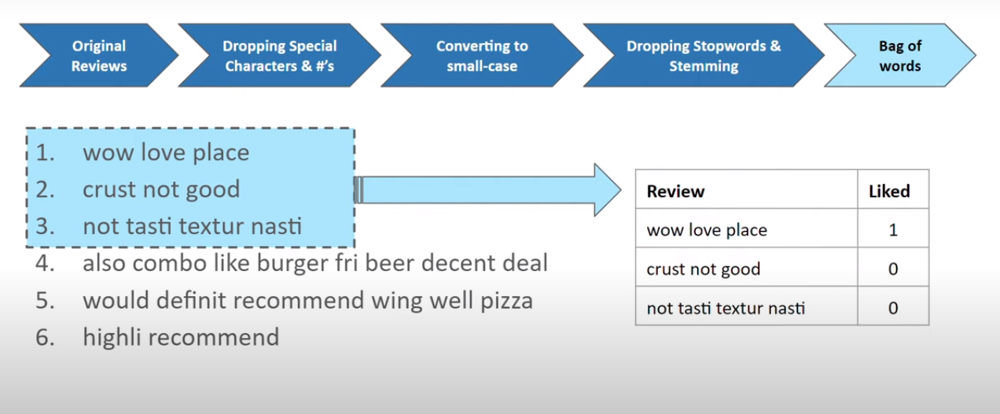 Original
Reviews
Dropping Special
Characters & #'s
Converting to
small-case
Dropping Stopwords &
Stemming
Bag of
words
1. wow love place
2. crust not good
3. not tasti textur nasti
4. also combo like burger fri beer decent deal
5. would definit recommend wing well pizza
6. highli recommend
Review Liked
wow love place 1
crust not good 0
not tasti textur nasti 0